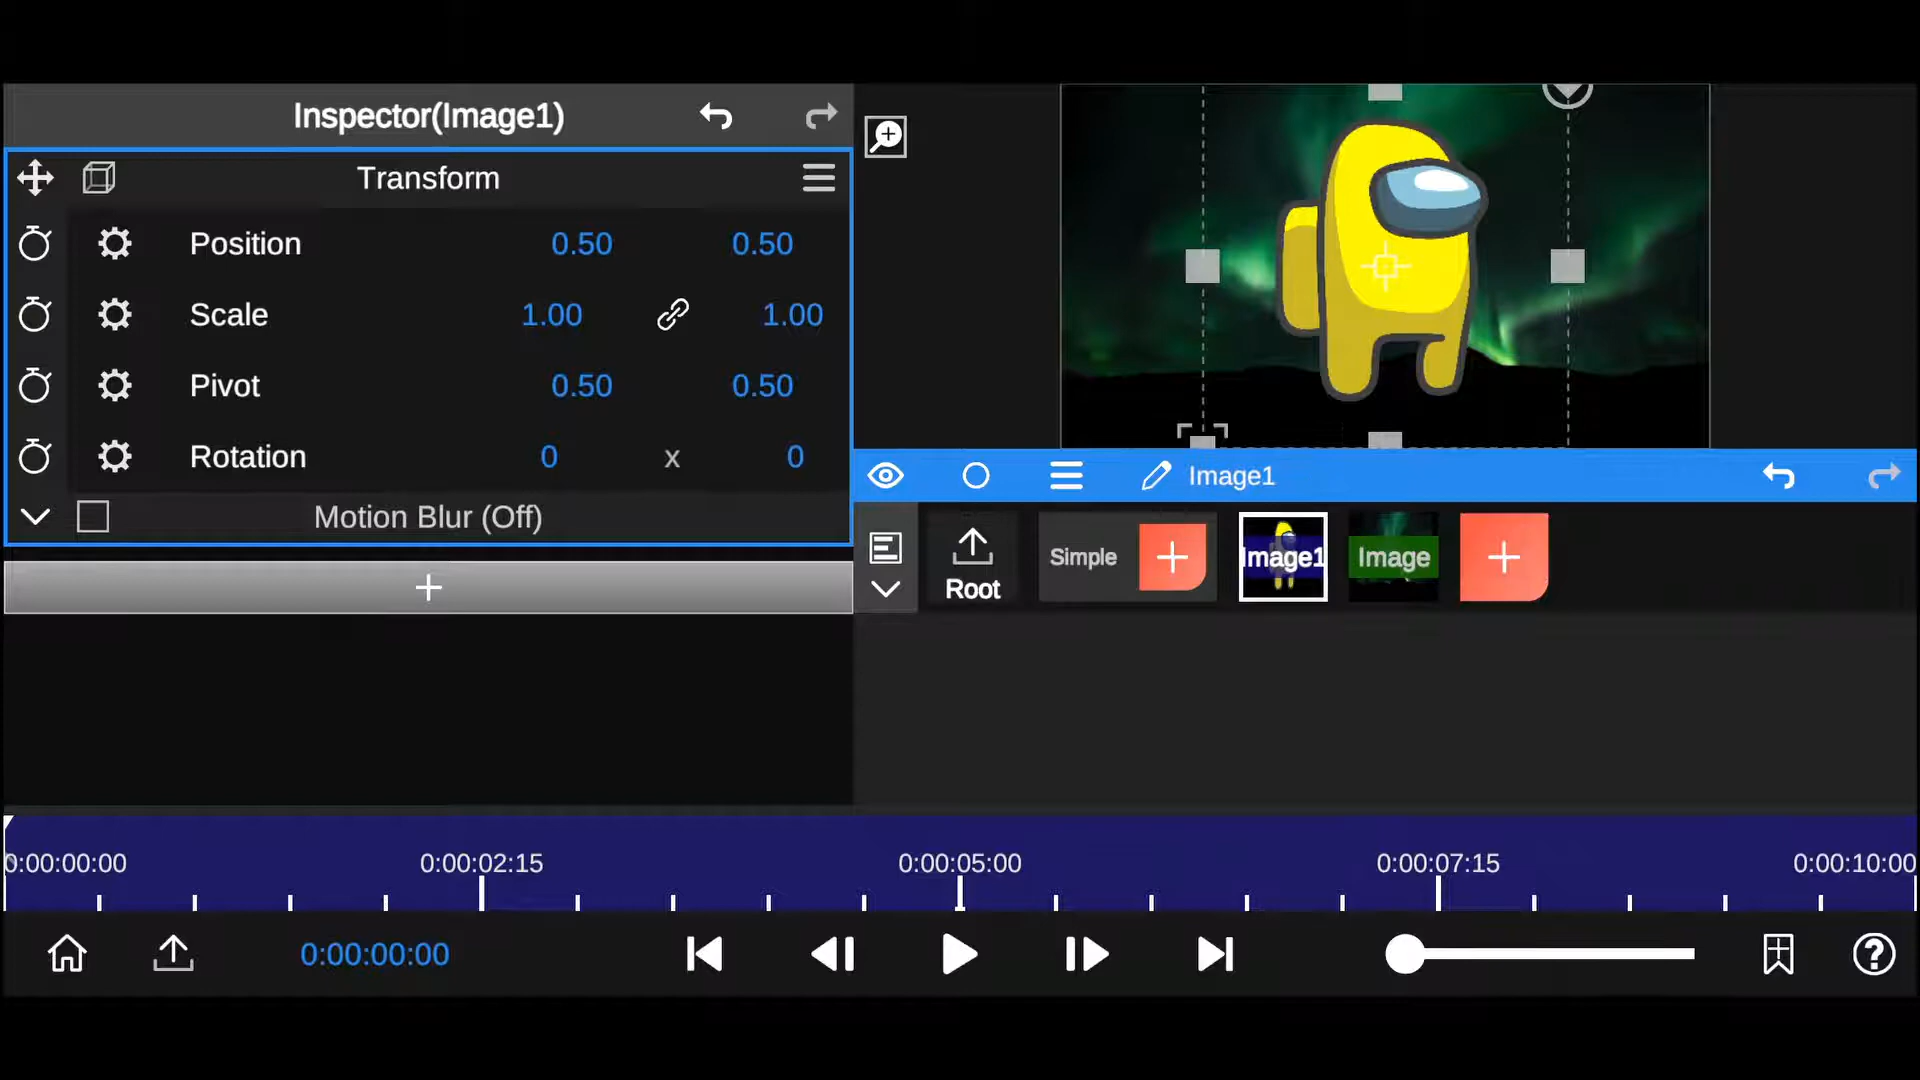 Inspector(Image1)
Transform
Position 0.50 0.50
Scale 1.00 1.00
Pivot 0.50 0.50
Rotation 0 x 0
Motion Blur (Off)
+
Image1
Root
Simple + Image1 Image +
0:00:00:00 0:00:02:15 0:00:05:00 0:00:07:15 0:00:10:00
0:00:00:00 ?